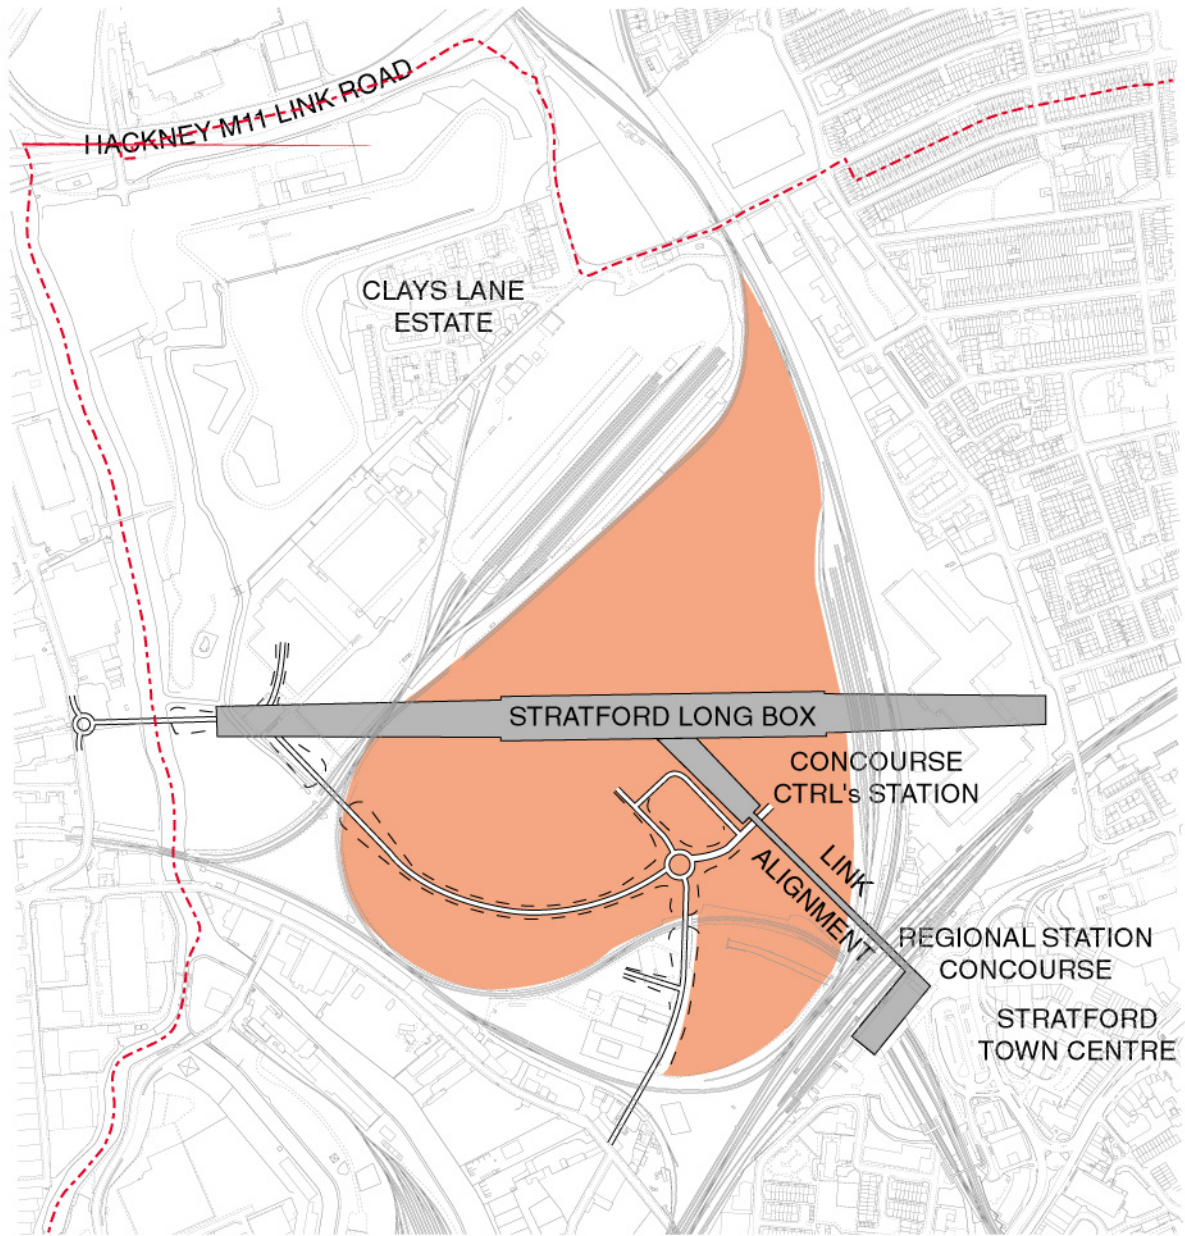 HACKNEY M11 LINK ROAD
CLAYS LANE
ESTATE
STRATFORD LONG BOX
CONCOURSE
CTRL's STATION
LINK
ALIGNMENT
REGIONAL STATION
CONCOURSE
STRATFORD
TOWN CENTRE